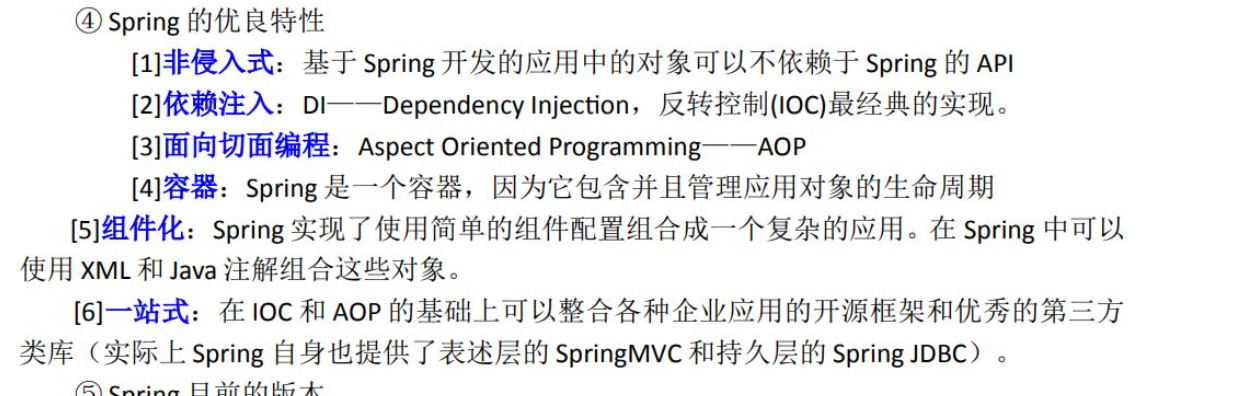 ④ Spring 的优良特性
[1]非侵入式：基于 Spring 开发的应用中的对象可以不依赖于 Spring 的 API
[2]依赖注入：DI——Dependency Injection，反转控制(IOC)最经典的实现。
[3]面向切面编程：Aspect Oriented Programming——AOP
[4]容器：Spring 是一个容器，因为它包含并且管理应用对象的生命周期
[5]组件化：Spring 实现了使用简单的组件配置组合成一个复杂的应用。在 Spring 中可以
使用 XML 和 Java 注解组合这些对象。
[6]一站式：在 IOC 和 AOP 的基础上可以整合各种企业应用的开源框架和优秀的第三方
类库（实际上 Spring 自身也提供了表述层的 SpringMVC 和持久层的 Spring JDBC）。
⑤ Spring 目前的版本